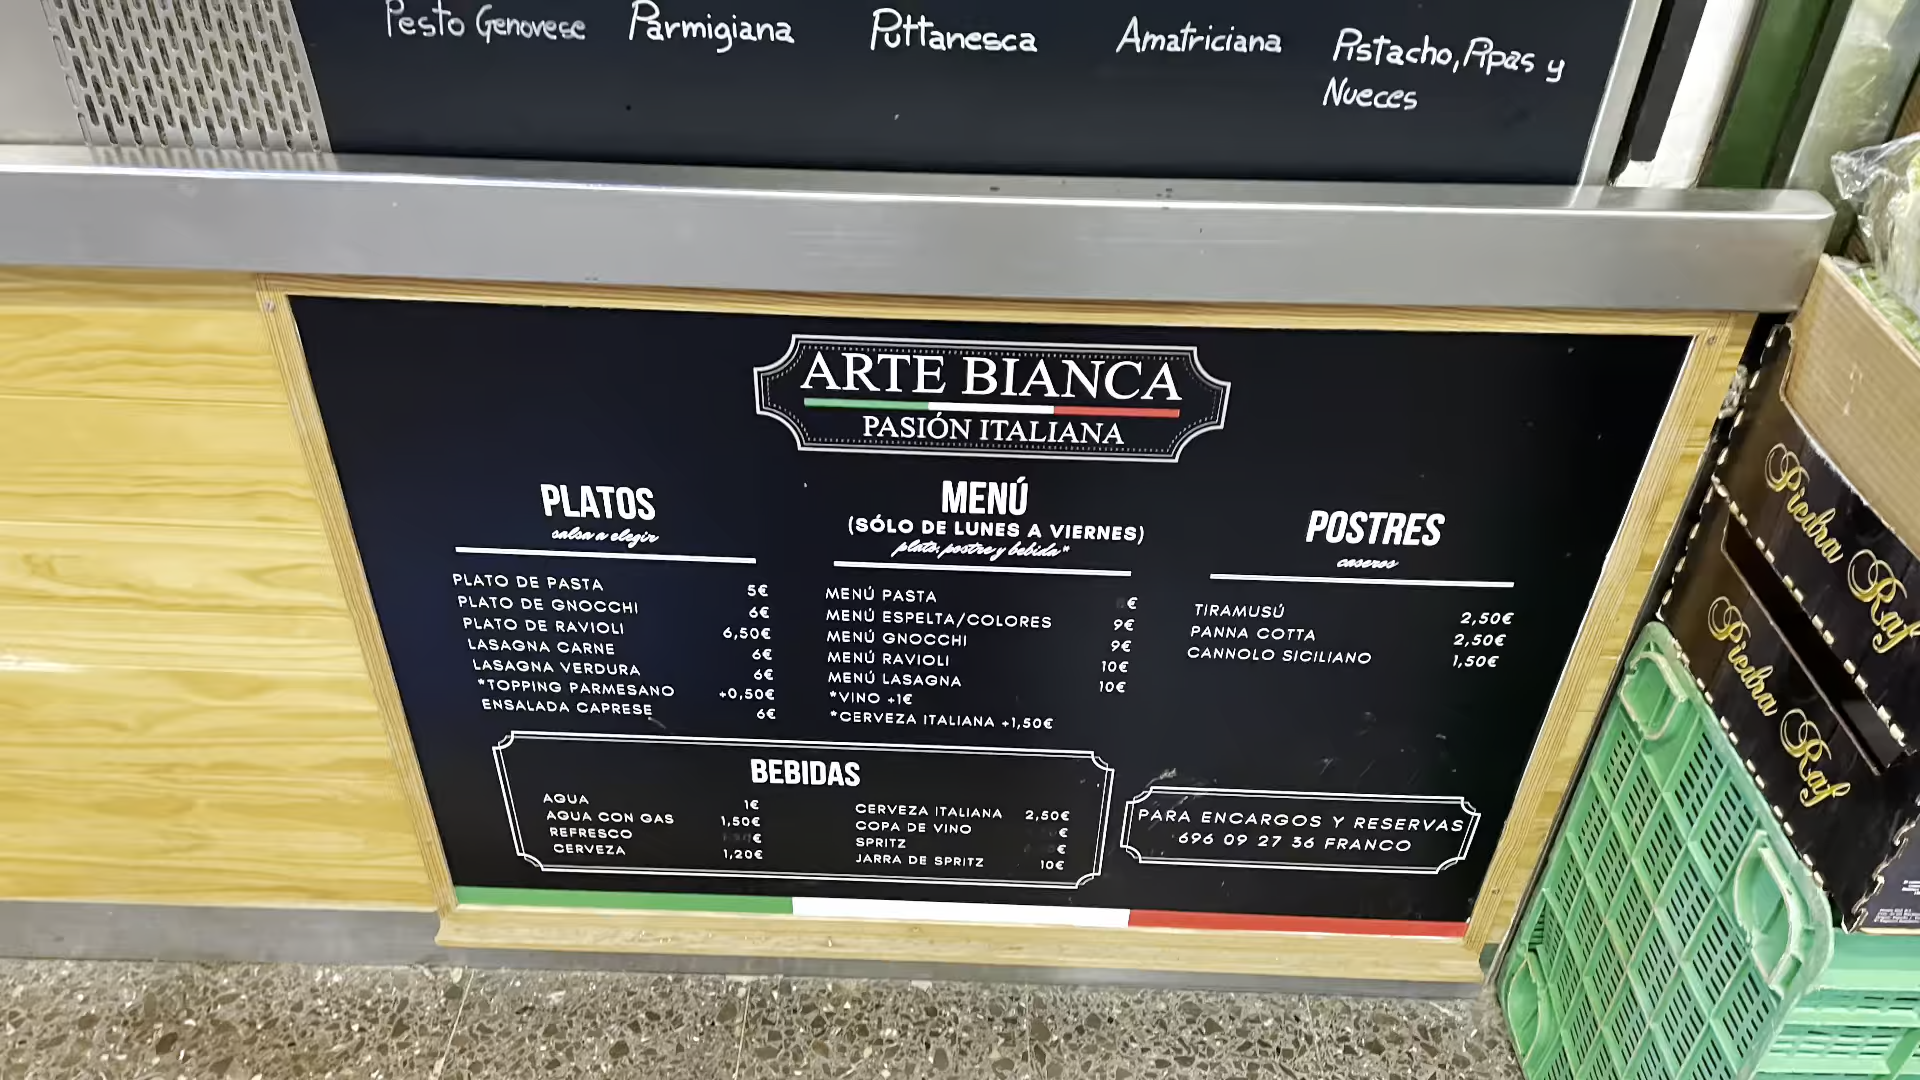 Pesto Genovese
Parmigiana
Puttanesca
Amatriciana
Pistacho, Pipas y
Nueces
ARTE BIANCA
PASIÓN ITALIANA
PLATOS
salsa a elegir
PLATO DE PASTA 5€
PLATO DE GNOCCHI 6€
PLATO DE RAVIOLI 6,50€
LASAGNA CARNE 6€
LASAGNA VERDURA 6€
*TOPPING PARMESANO +0,50€
ENSALADA CAPRESE 6€
MENÚ
(SÓLO DE LUNES A VIERNES)
plato, postre y bebida*
MENÚ PASTA €
MENÚ ESPELTA/COLORES 9€
MENÚ GNOCCHI 9€
MENÚ RAVIOLI 10€
MENÚ LASAGNA 10€
*VINO +1€
*CERVEZA ITALIANA +1,50€
POSTRES
caseros
TIRAMUSÚ 2,50€
PANNA COTTA 2,50€
CANNOLO SICILIANO 1,50€
BEBIDAS
AGUA 1€
AGUA CON GAS 1,50€
REFRESCO €
CERVEZA 1,20€
CERVEZA ITALIANA 2,50€
COPA DE VINO €
SPRITZ €
JARRA DE SPRITZ 10€
PARA ENCARGOS Y RESERVAS
696 09 27 36 FRANCO
Piedra Raf
Piedra Raf